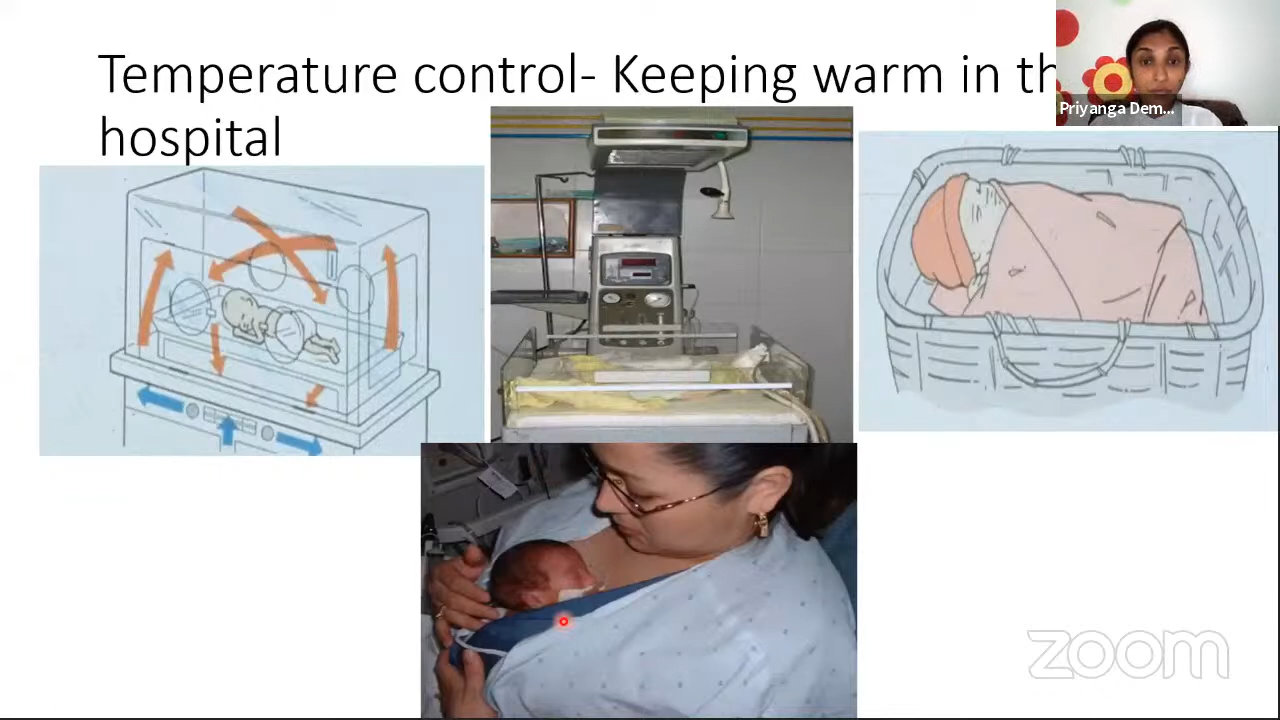 Temperature control- Keeping warm in th
hospital
Priyanga Dem...
zoom